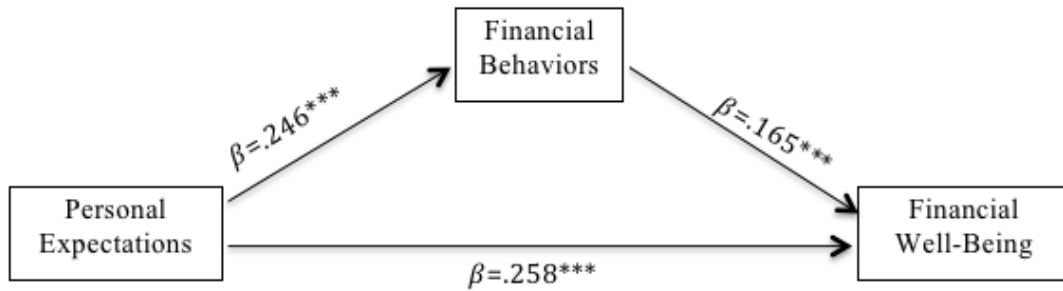 Financial
Behaviors
β=.246***
β=.165***
Personal
Expectations
Financial
Well-Being
β=.258***